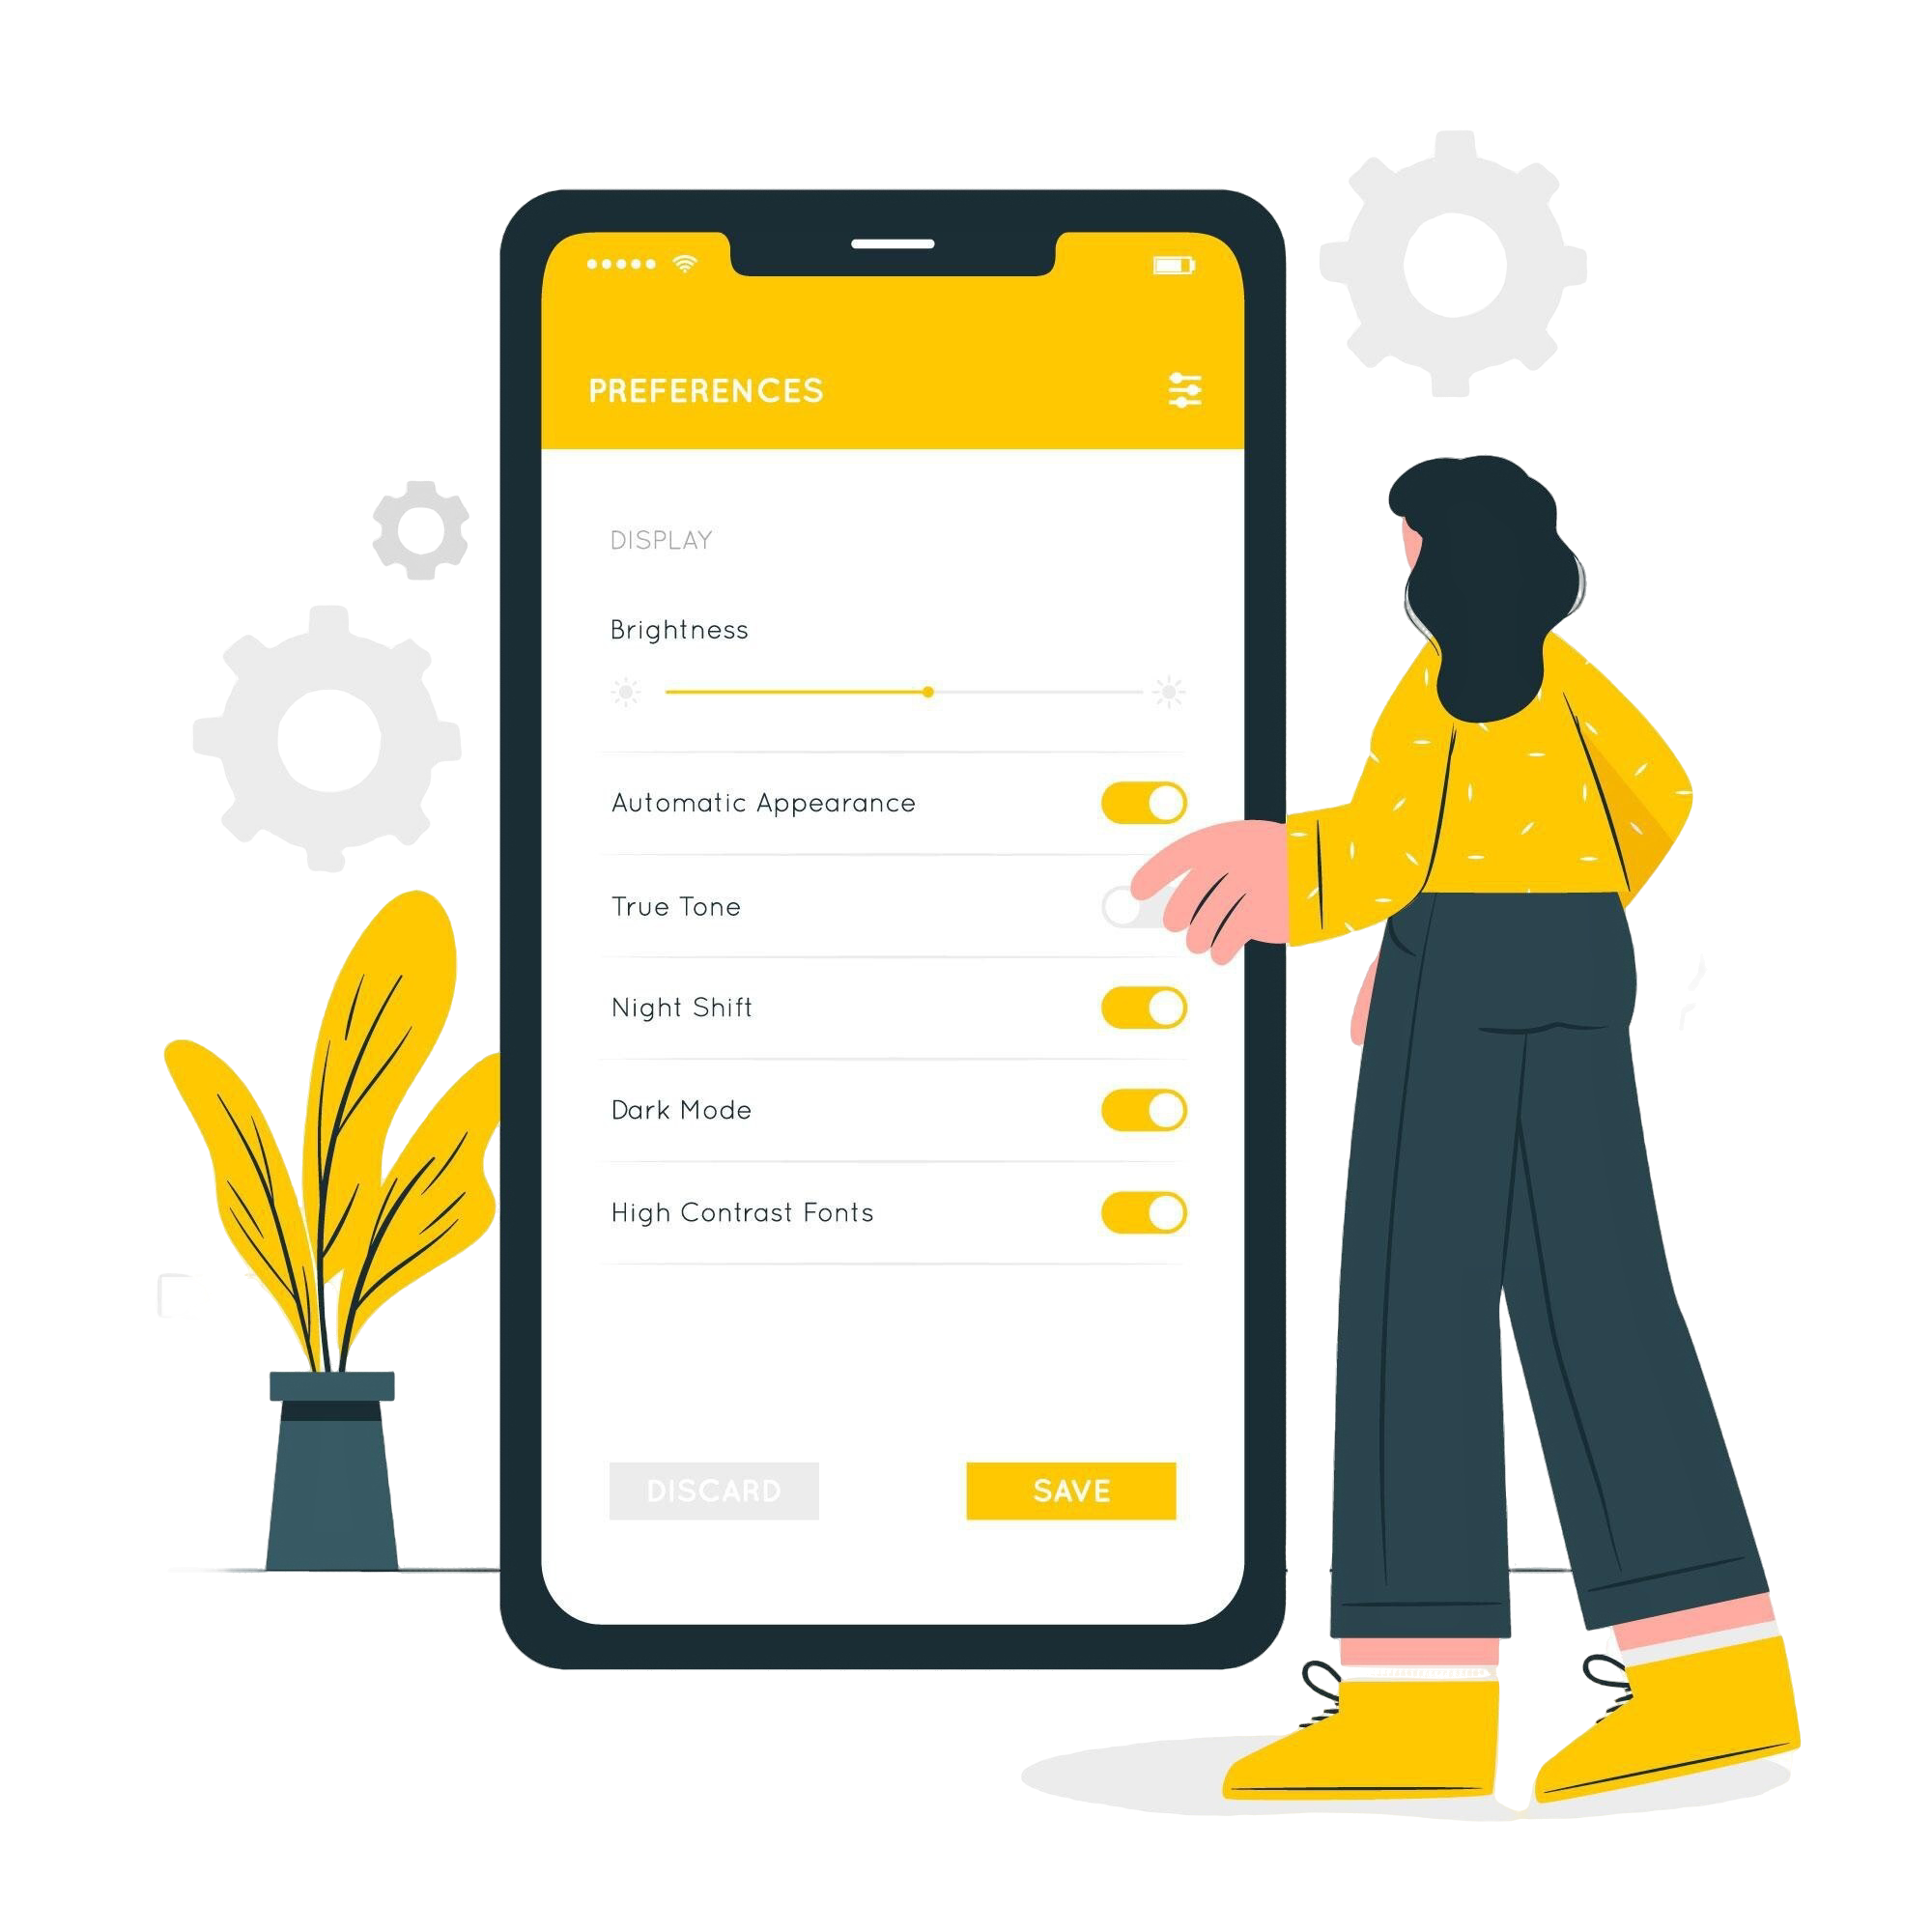 PREFERENCES
DISPLAY
Brightness
Automatic Appearance
True Tone
Night Shift
Dark Mode
High Contrast Fonts
DISCARD SAVE